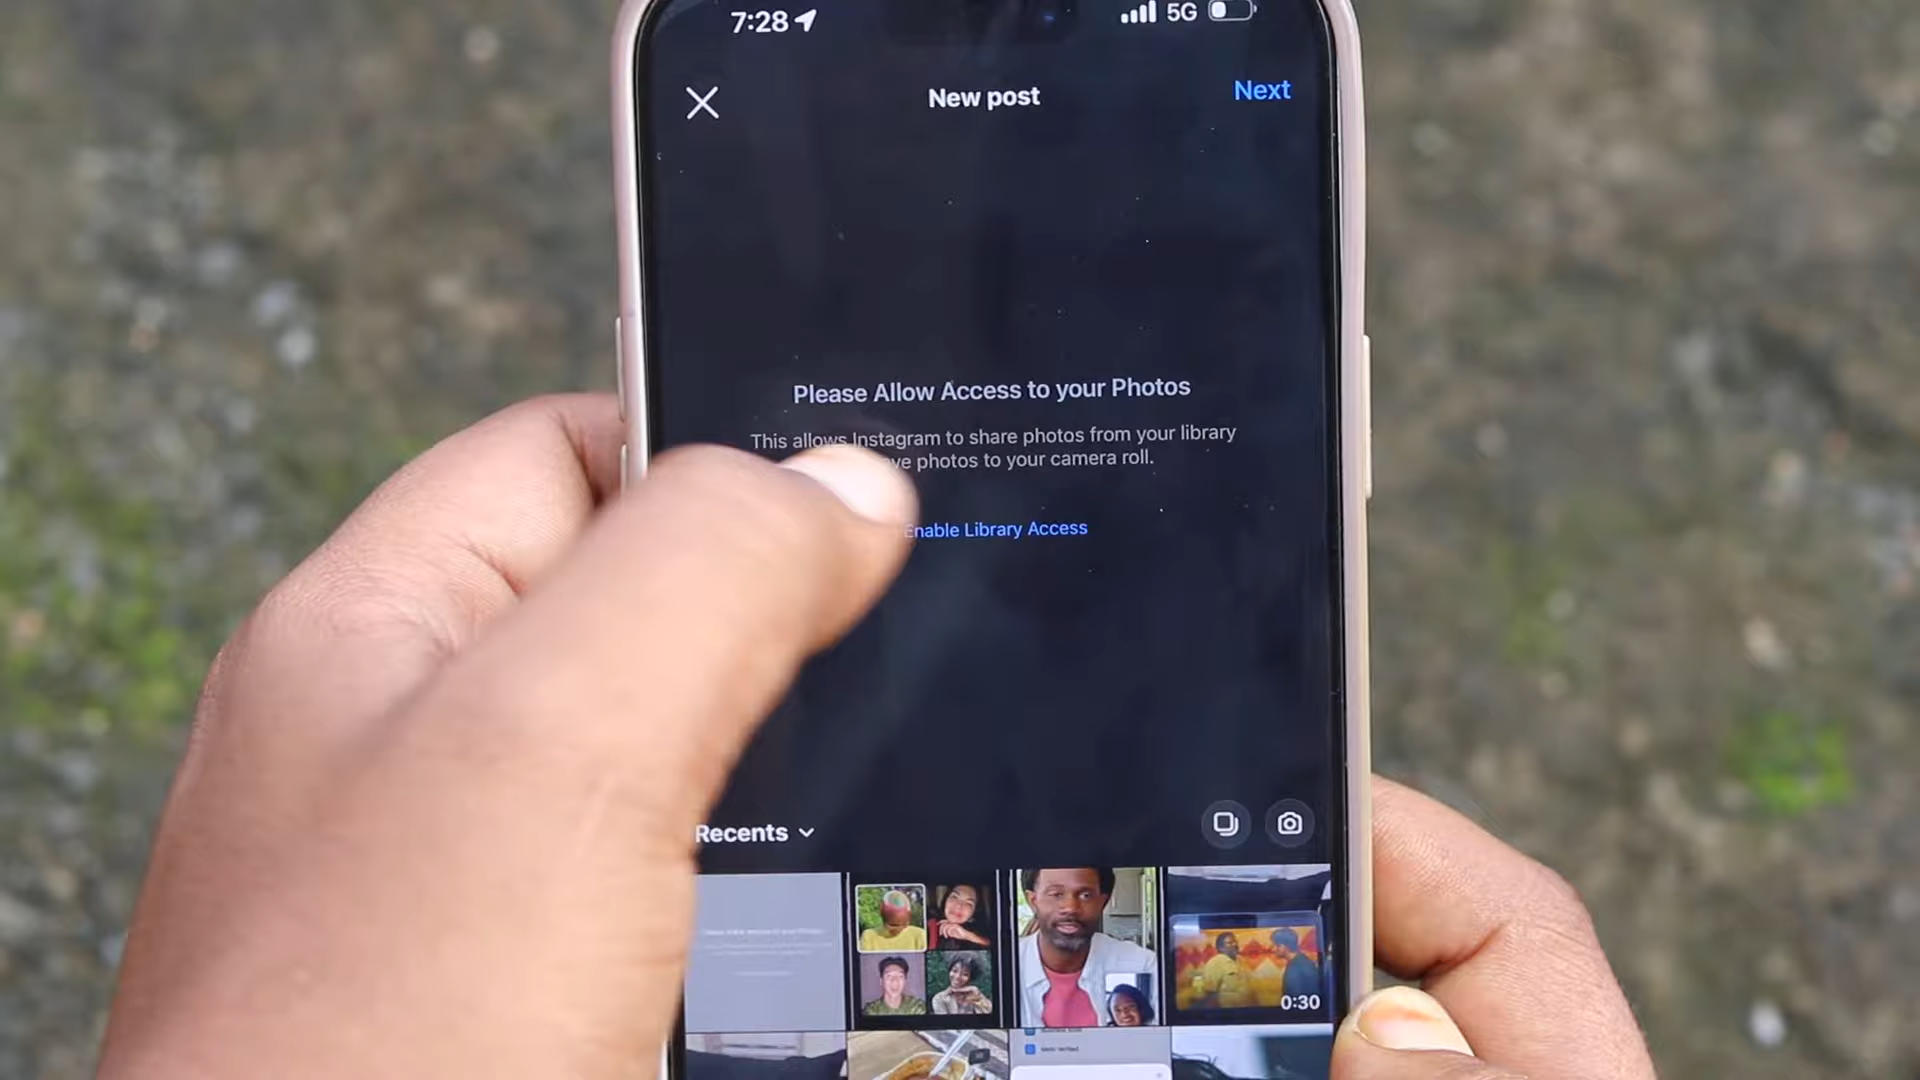 7:28
5G
New post
Next
Please Allow Access to your Photos
This allows Instagram to share photos from your library
photos to your camera roll.
Enable Library Access
Recents
0:30